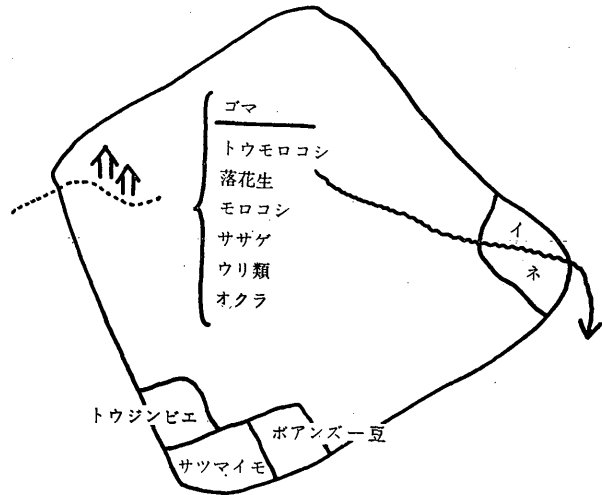 ゴマ
トウモロコシ
落花生
モロコシ
ササゲ
ウリ類
オクラ
イ
ネ
トウジンビエ
ボアンズー豆
サツマイモ